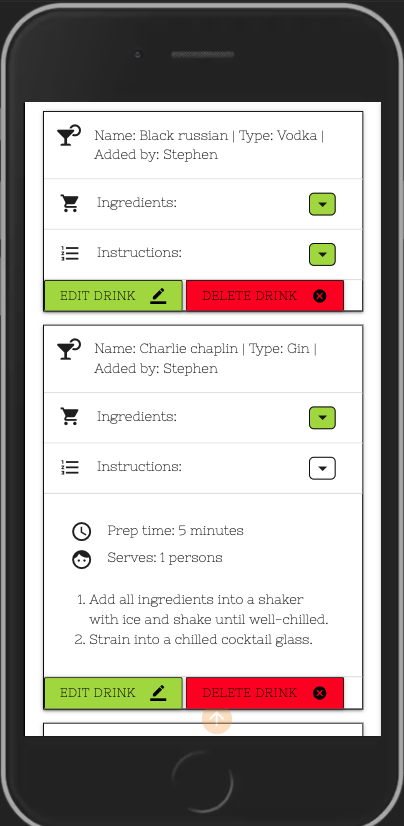 Name: Black russian | Type: Vodka |
Added by: Stephen
Ingredients:
Instructions:
EDIT DRINK
DELETE DRINK
Name: Charlie chaplin | Type: Gin |
Added by: Stephen
Ingredients:
Instructions:
Prep time: 5 minutes
Serves: 1 persons
1. Add all ingredients into a shaker
with ice and shake until well-chilled.
2. Strain into a chilled cocktail glass.
EDIT DRINK
DELETE DRINK